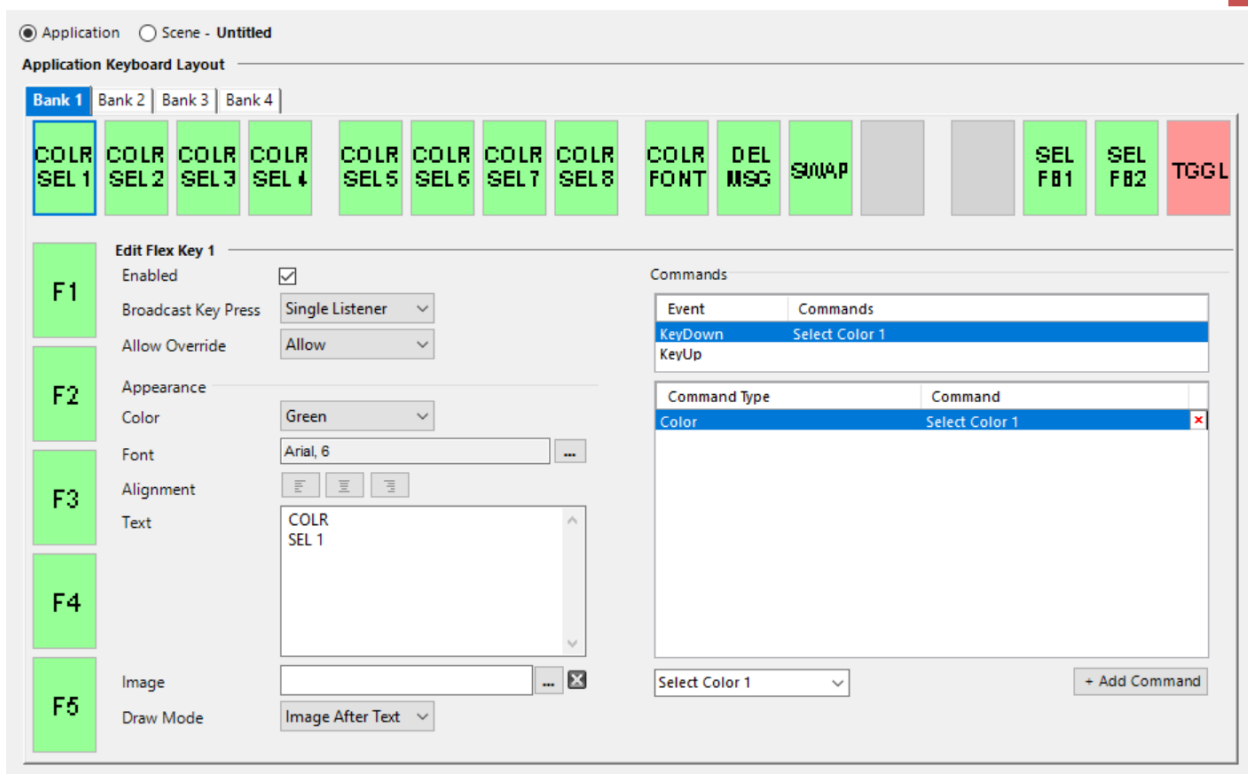 Application Scene - Untitled
Application Keyboard Layout
Bank 1 Bank 2 Bank 3 Bank 4
COLR COLR COLR COLR COLR COLR COLR COLR COLR DEL SWAP SEL SEL TGGL
SEL 1 SEL 2 SEL 3 SEL 4 SEL 5 SEL 6 SEL 7 SEL 8 FONT MSG FB1 FB2
F1
F2
F3
F4
F5
Edit Flex Key 1
Enabled
Broadcast Key Press Single Listener
Allow Override Allow
Appearance
Color Green
Font Arial, 6 ...
Alignment
Text COLR
SEL 1
Image ...
Draw Mode Image After Text
Commands
Event Commands
KeyDown Select Color 1
KeyUp
Command Type Command
Color Select Color 1
Select Color 1 + Add Command